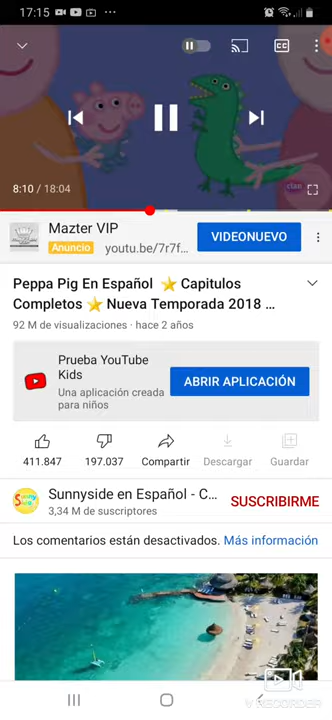 17:15
8:10 / 18:04
clan
Mazter VIP
Anuncio youtu.be/7r7f...
VIDEONUEVO
Peppa Pig En Español ⭐ Capitulos
Completos ⭐ Nueva Temporada 2018 ...
92 M de visualizaciones · hace 2 años
Prueba YouTube
Kids
Una aplicación creada
para niños
ABRIR APLICACIÓN
411.847 197.037 Compartir Descargar Guardar
Sunnyside en Español - C...
3,34 M de suscriptores
SUSCRIBIRME
Los comentarios están desactivados. Más información
V RECORDER